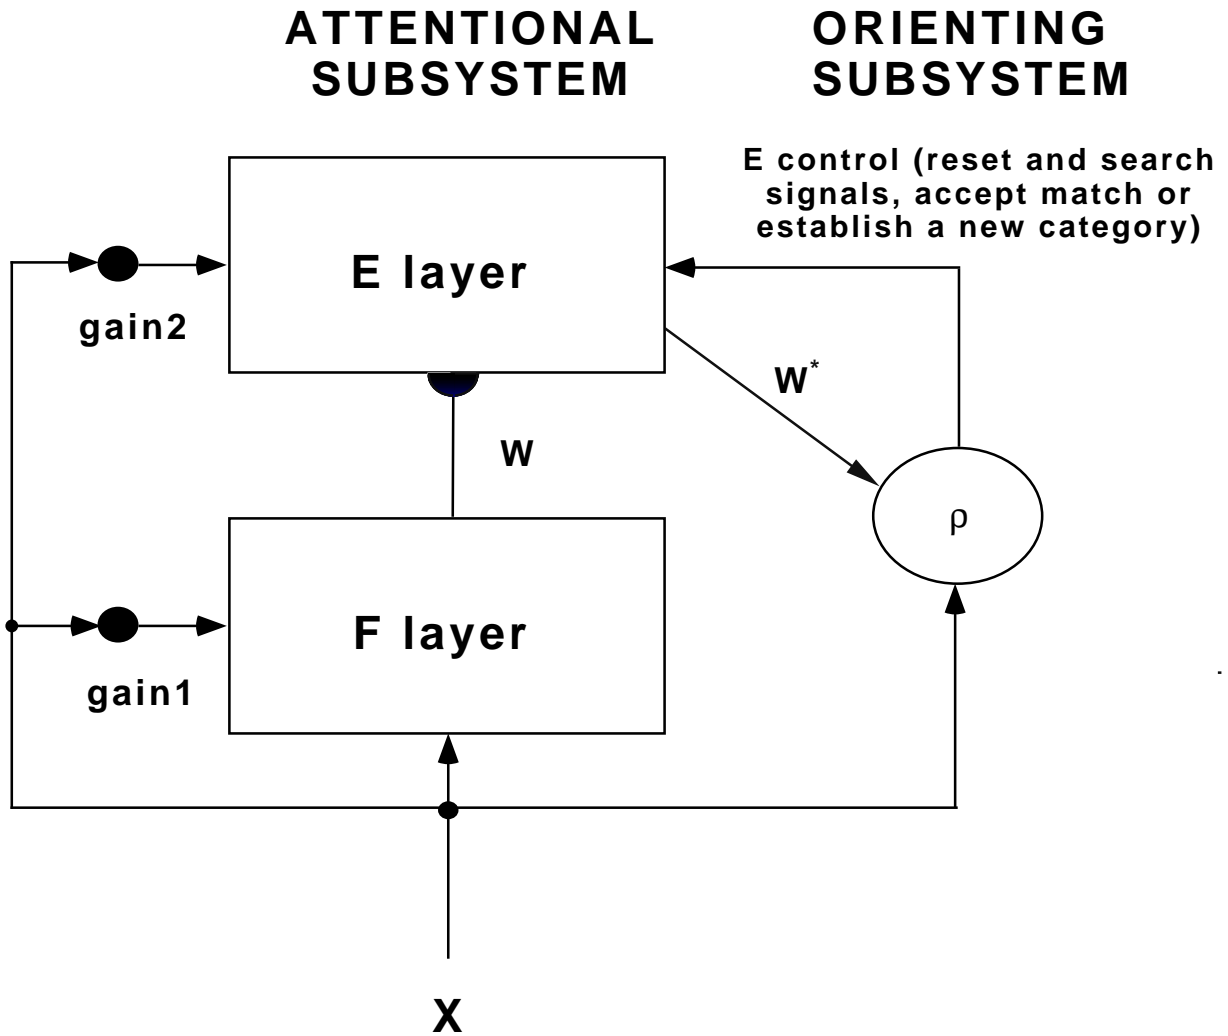 ATTENTIONAL
SUBSYSTEM
ORIENTING
SUBSYSTEM
E control (reset and search
signals, accept match or
establish a new category)
E layer
gain2
W*
W
ρ
F layer
gain1
X